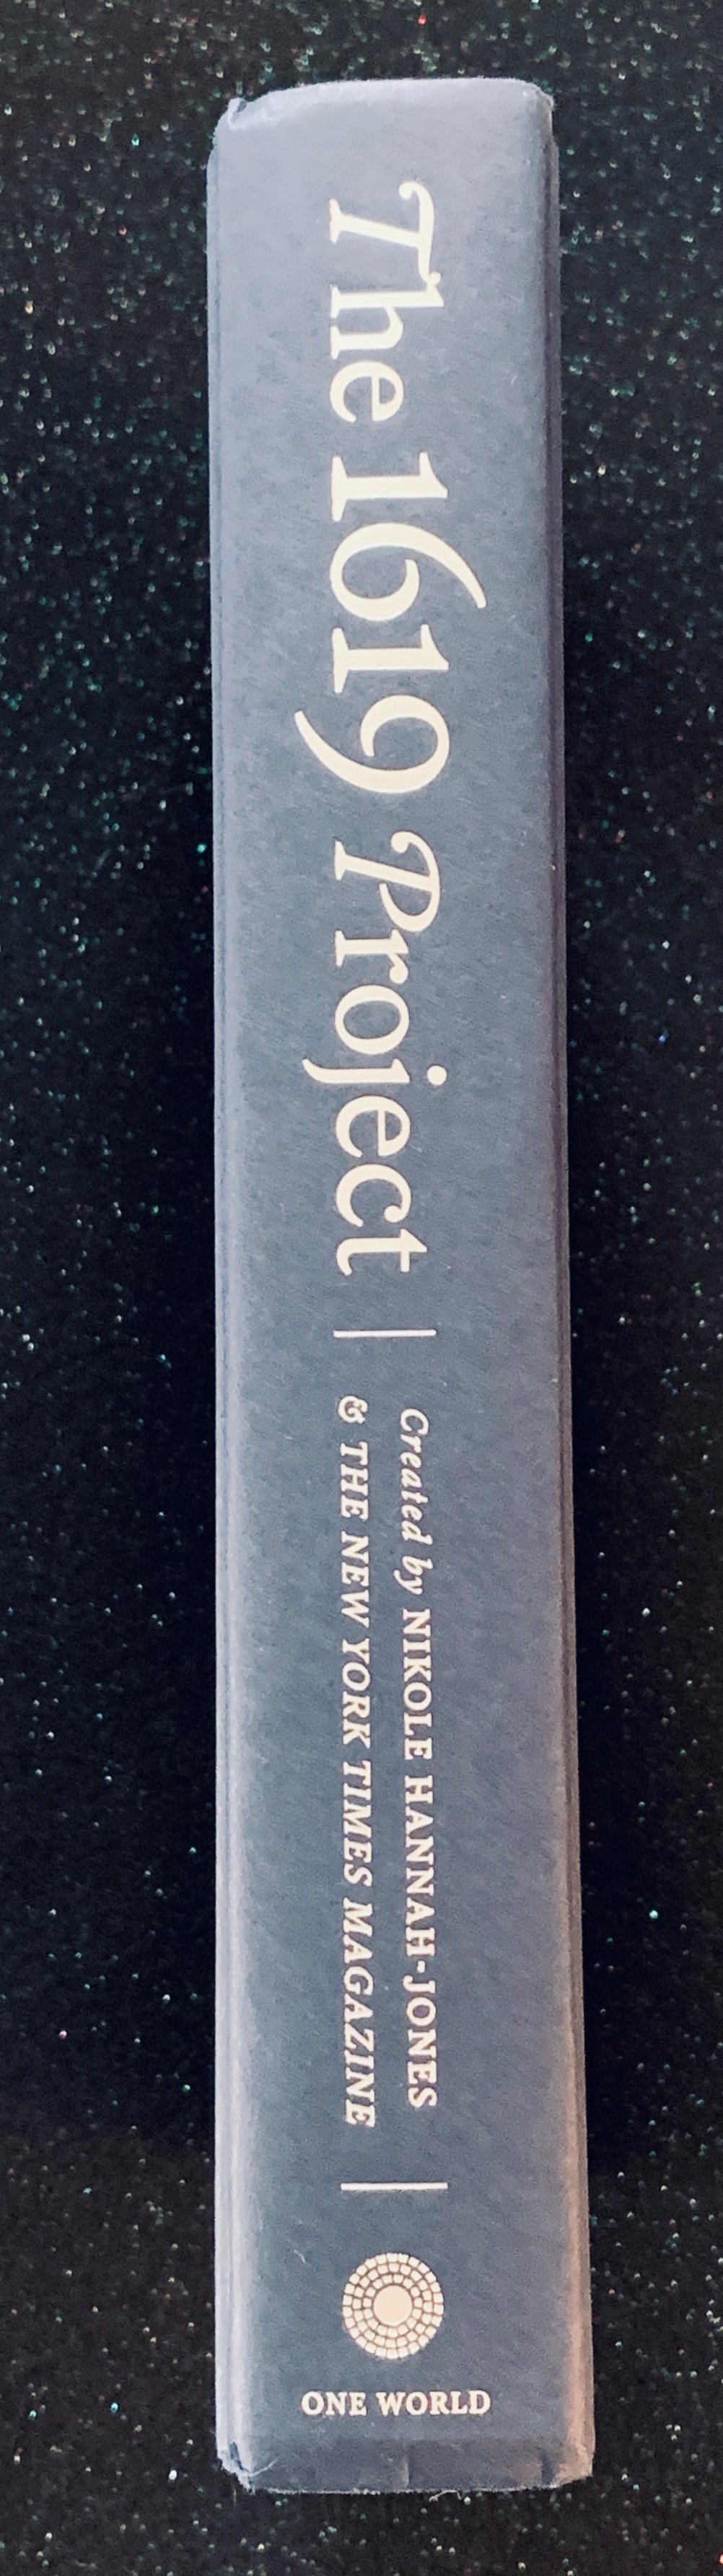 The 1619 Project
Created by NIKOLE HANNAH-JONES
& THE NEW YORK TIMES MAGAZINE
ONE WORLD